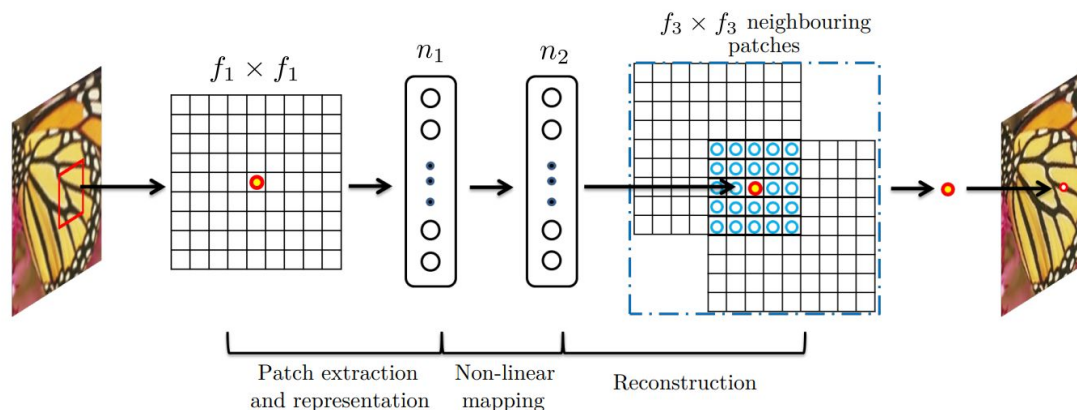 f₃ × f₃ neighbouring
patches
f₁ × f₁
n₁
n₂
Patch extraction
and representation
Non-linear
mapping
Reconstruction